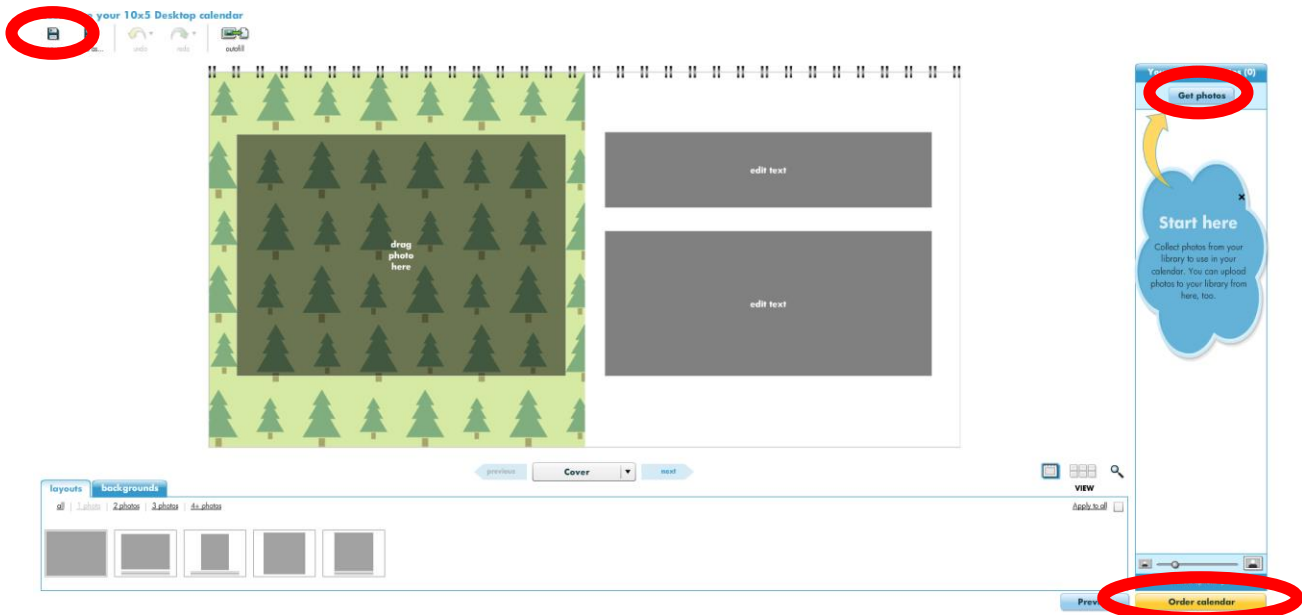 your 10x5 Desktop calendar
undo
redo
autofill
(0)
Get photos
drag
photo
here
edit text
edit text
Start here
Collect photos from your
library to use in your
calendar. You can upload
photos to your library from
here, too.
previous
Cover
next
VIEW
layouts
backgrounds
all | 1 photo | 2 photos | 3 photos | 4+ photos
Apply to all
Order calendar